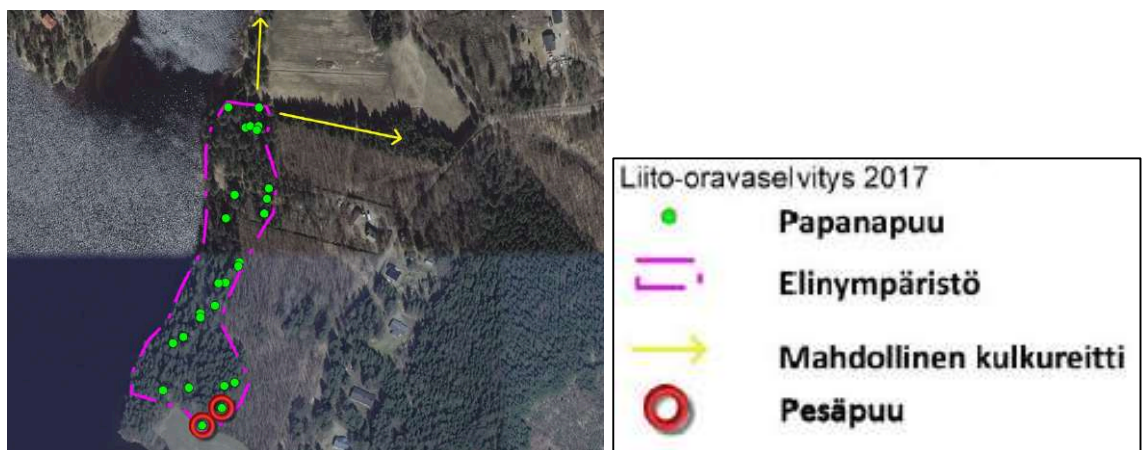 Liito-oravaselvitys 2017
Papanapuu
Elinympäristö
Mahdollinen kulkureitti
Pesäpuu